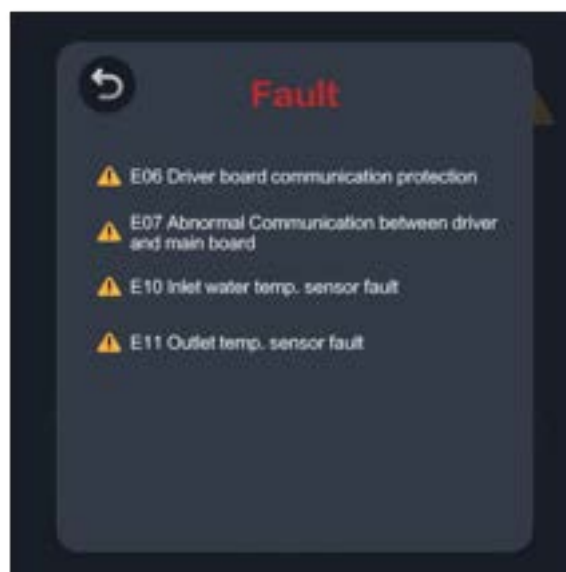 Fault
E06 Driver board communication protection
E07 Abnormal Communication between driver
and main board
E10 Inlet water temp. sensor fault
E11 Outlet temp. sensor fault